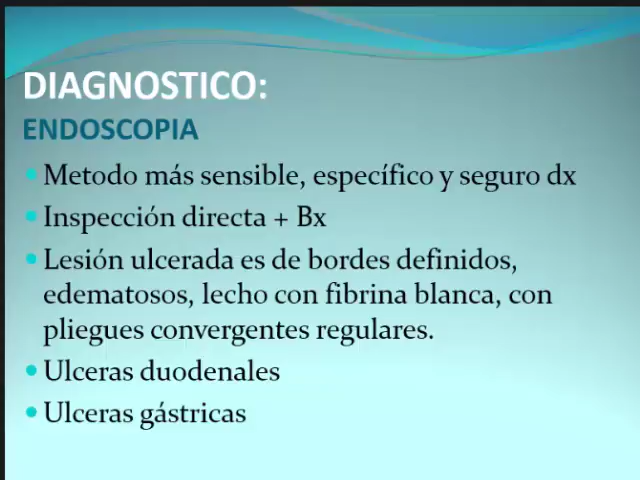 DIAGNOSTICO:
ENDOSCOPIA
Metodo más sensible, específico y seguro dx
Inspección directa + Bx
Lesión ulcerada es de bordes definidos,
edematosos, lecho con fibrina blanca, con
pliegues convergentes regulares.
Ulceras duodenales
Ulceras gástricas